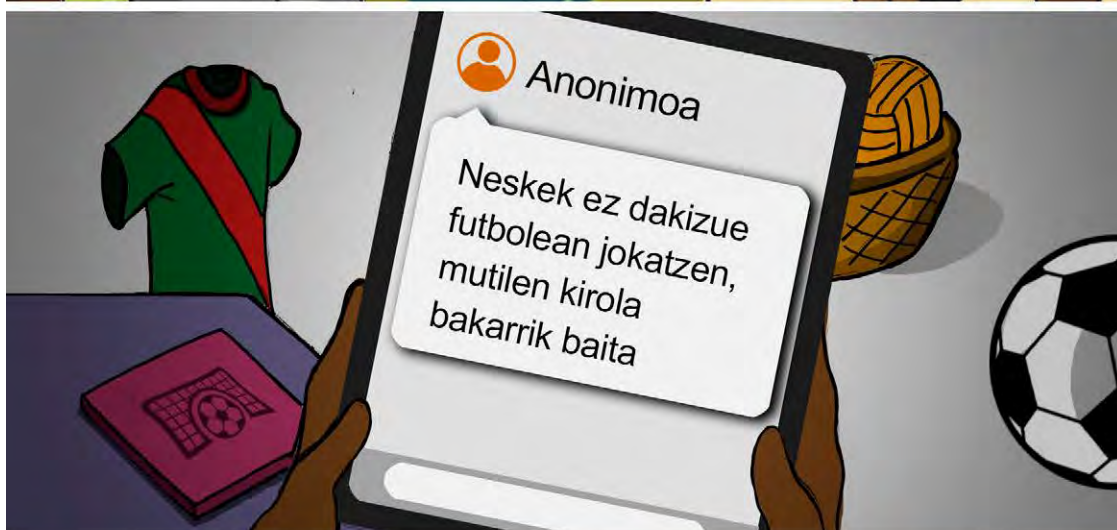 Anonimoa
Neskek ez dakizue
futbolean jokatzen,
mutilen kirola
bakarrik baita